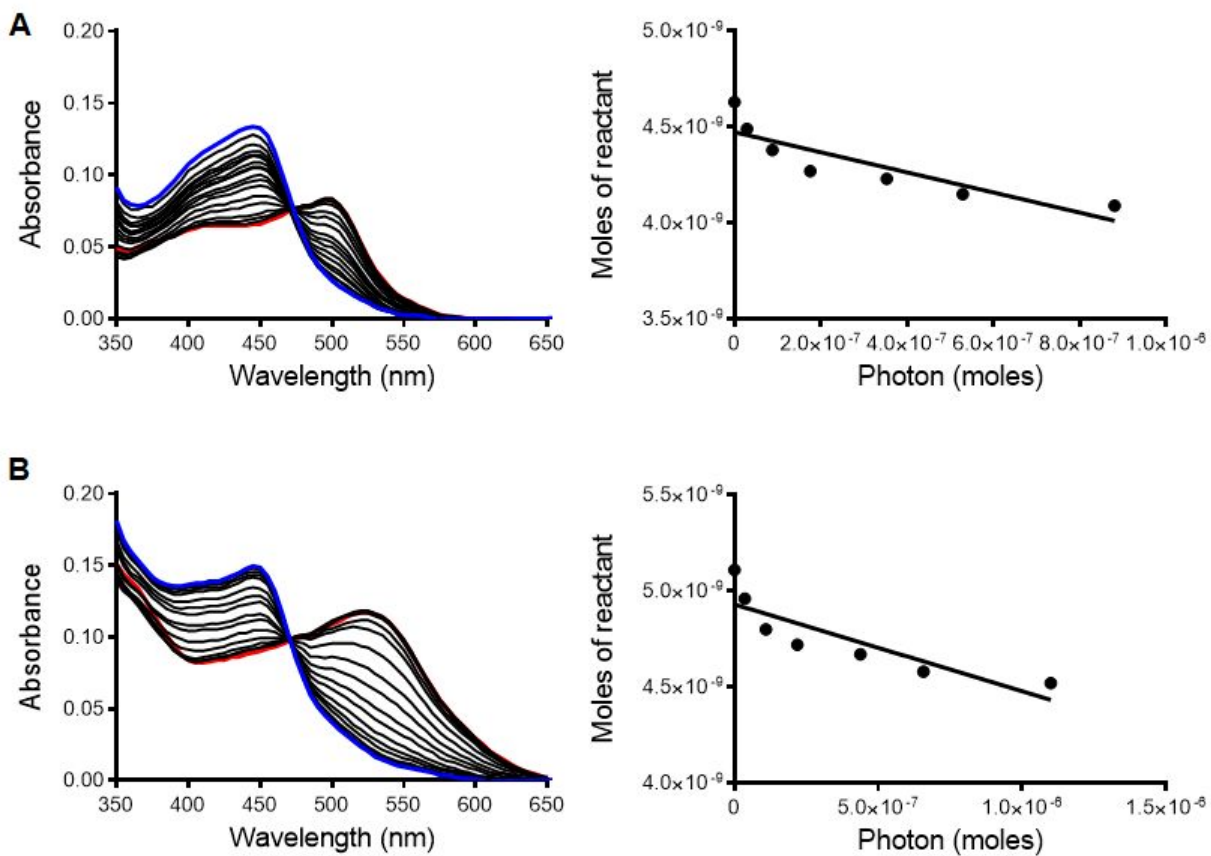 A
0.20
0.15
0.10
0.05
0.00
Absorbance
350 400 450 500 550 600 650
Wavelength (nm)
5.0×10⁻⁹
4.5×10⁻⁹
4.0×10⁻⁹
3.5×10⁻⁹
Moles of reactant
0 2.0×10⁻⁷ 4.0×10⁻⁷ 6.0×10⁻⁷ 8.0×10⁻⁷ 1.0×10⁻⁶
Photon (moles)
B
0.20
0.15
0.10
0.05
0.00
Absorbance
350 400 450 500 550 600 650
Wavelength (nm)
5.5×10⁻⁹
5.0×10⁻⁹
4.5×10⁻⁹
4.0×10⁻⁹
Moles of reactant
0 5.0×10⁻⁷ 1.0×10⁻⁶ 1.5×10⁻⁶
Photon (moles)